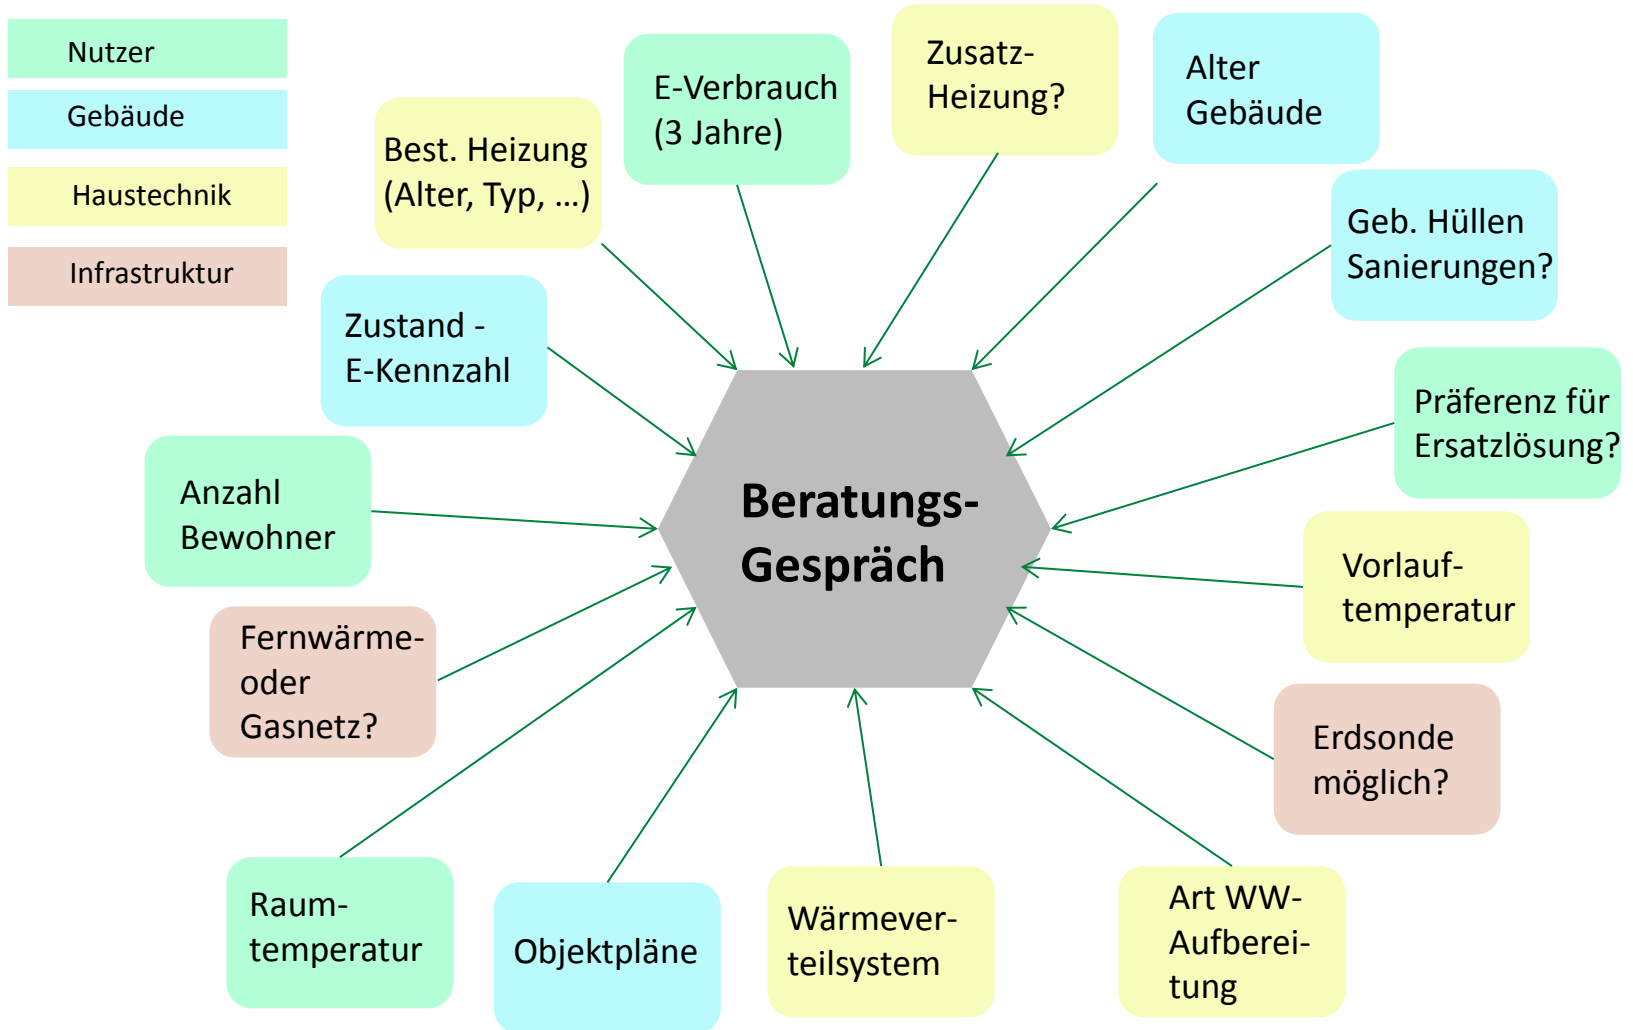 Nutzer
Gebäude
Haustechnik
Infrastruktur
Best. Heizung
(Alter, Typ, ...)
E-Verbrauch
(3 Jahre)
Zusatz-
Heizung?
Alter
Gebäude
Geb. Hüllen
Sanierungen?
Zustand -
E-Kennzahl
Präferenz für
Ersatzlösung?
Anzahl
Bewohner
Beratungs-
Gespräch
Vorlauf-
temperatur
Fernwärme-
oder
Gasnetz?
Erdsonde
möglich?
Raum-
temperatur
Objektpläne
Wärmever-
teilsystem
Art WW-
Aufberei-
tung